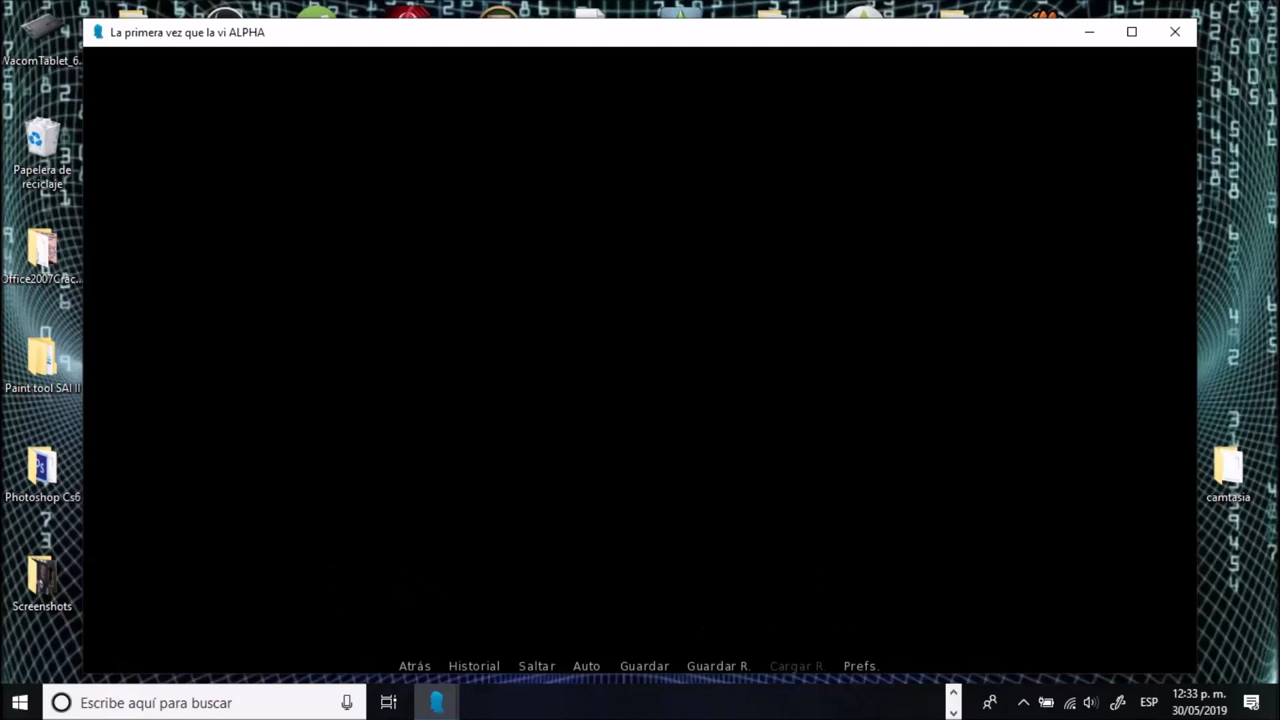 La primera vez que la vi ALPHA
WacomTablet_6...
Papelera de
reciclaje
Office2007Crac...
Paint tool SAI II
Photoshop Cs6
Screenshots
camtasia
Atrás Historial Saltar Auto Guardar Guardar R. Cargar R. Prefs.
Escribe aquí para buscar
ESP
12:33 p. m.
30/05/2019